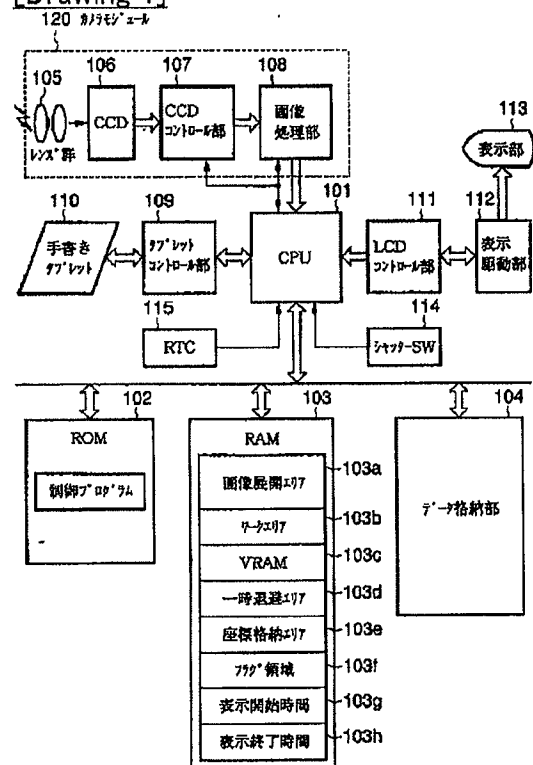 [Drawing 1]
120 ｶﾒﾗﾓｼﾞｭｰﾙ
105
106
107
108
レンズ群
CCD
CCD
コントロール部
画像
処理部
113
表示部
110
109
101
111
112
手書き
ﾀﾌﾞﾚｯﾄ
ﾀﾌﾞﾚｯﾄ
ｺﾝﾄﾛｰﾙ部
CPU
LCD
ｺﾝﾄﾛｰﾙ部
表示
駆動部
115
114
RTC
ｼｬｯﾀｰSW
102
103
104
ROM
制御ﾌﾟﾛｸﾞﾗﾑ
RAM
画像展開ｴﾘｱ
103a
ﾜｰｸｴﾘｱ
103b
VRAM
103c
一時退避ｴﾘｱ
103d
座標格納ｴﾘｱ
103e
ﾌﾗｸﾞ領域
103f
表示開始時間
103g
表示終了時間
103h
ﾃﾞｰﾀ格納部